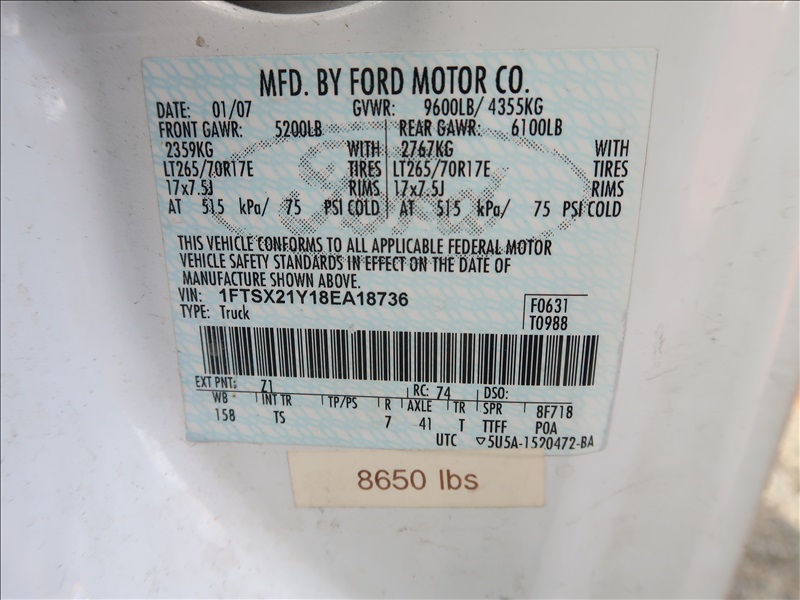 MFD. BY FORD MOTOR CO.
DATE: 01/07 GVWR: 9600LB/ 4355KG
FRONT GAWR: 5200LB REAR GAWR: 6100LB
2359KG WITH 2767KG WITH
LT265/70R17E TIRES LT265/70R17E TIRES
17x7.5J RIMS 17x7.5J RIMS
AT 515 kPa/ 75 PSI COLD AT 515 kPa/ 75 PSI COLD
THIS VEHICLE CONFORMS TO ALL APPLICABLE FEDERAL MOTOR
VEHICLE SAFETY STANDARDS IN EFFECT ON THE DATE OF
MANUFACTURE SHOWN ABOVE.
VIN: 1FTSX21Y18EA18736 F0631
TYPE: Truck T0988
EXT PNT: Z1 RC: 74 DSO:
WB INT TR TP/PS R AXLE TR SPR 8F718
158 TS 7 41 T TTFF POA
UTC ▽5U5A-1520472-BA
8650 lbs